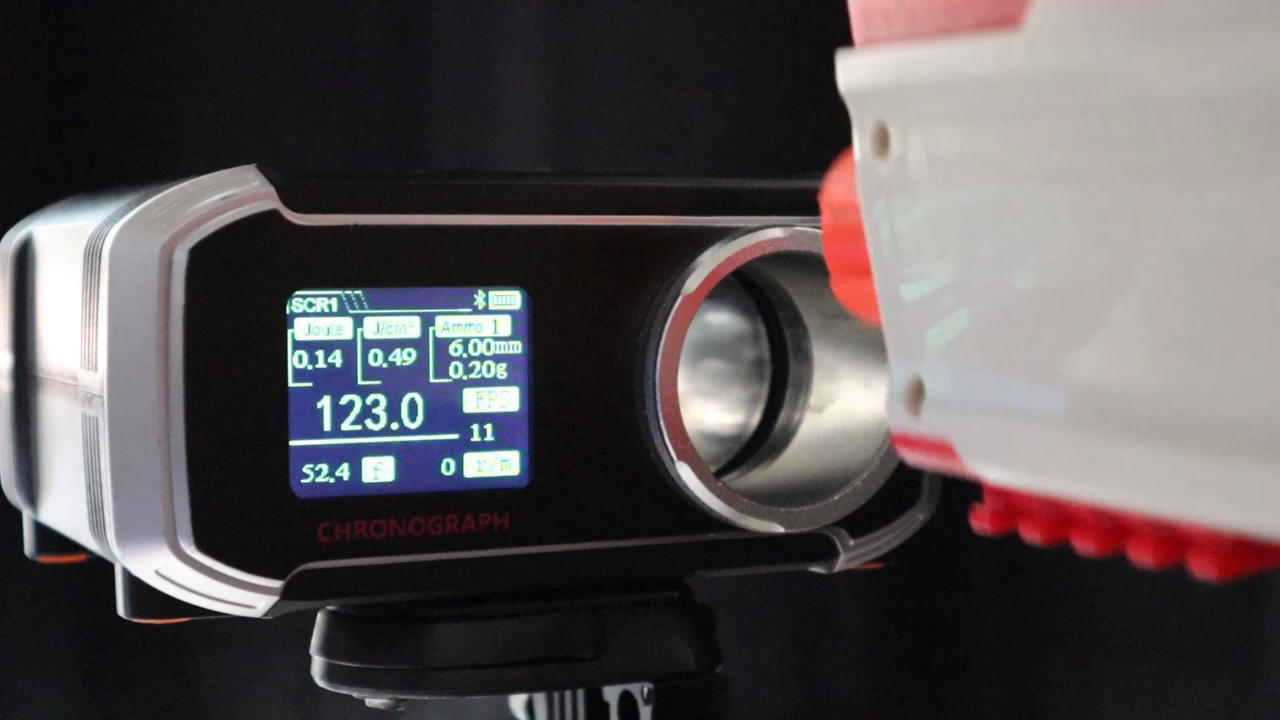 SCR1
Joule J/cm² Ammo 1
0.14 0.49 6.00mm
0.20g
123.0 FPS
11
52.4 f 0 r/m
CHRONOGRAPH